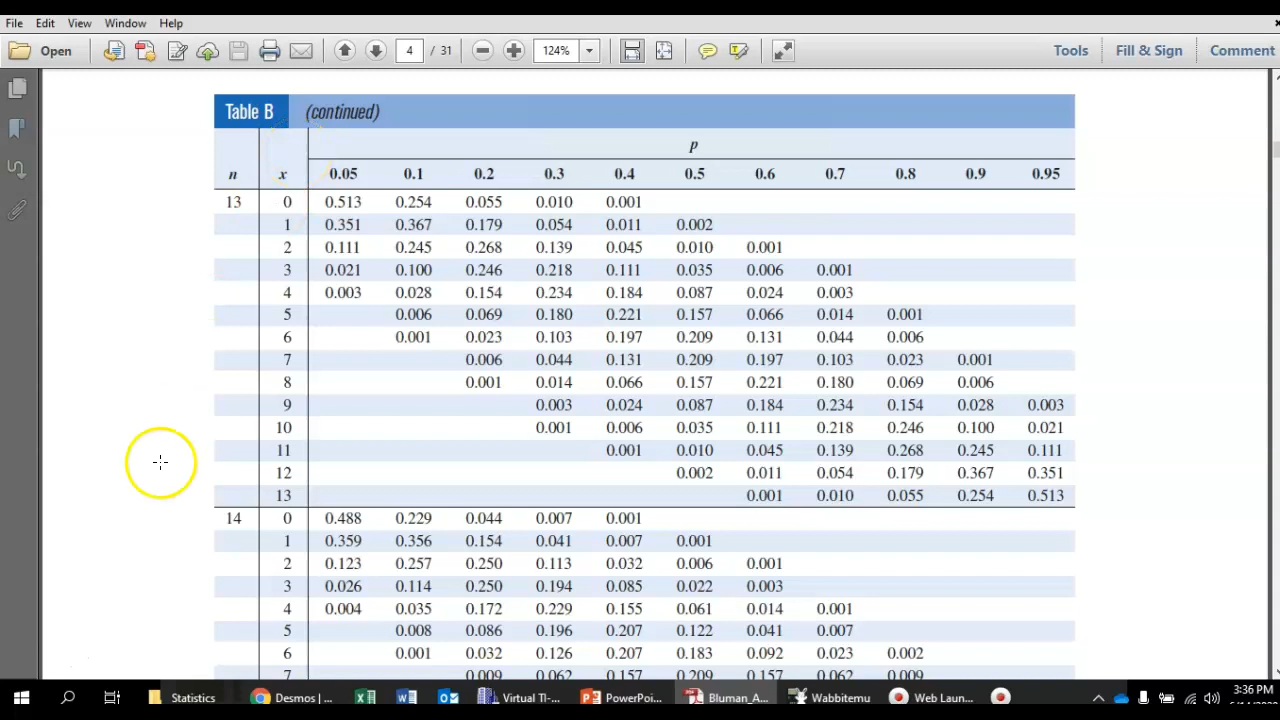 File Edit View Window Help
Open 4 / 31 124% Tools Fill & Sign Comment
Table B (continued)
p
n x 0.05 0.1 0.2 0.3 0.4 0.5 0.6 0.7 0.8 0.9 0.95
13 0 0.513 0.254 0.055 0.010 0.001
1 0.351 0.367 0.179 0.054 0.011 0.002
2 0.111 0.245 0.268 0.139 0.045 0.010 0.001
3 0.021 0.100 0.246 0.218 0.111 0.035 0.006 0.001
4 0.003 0.028 0.154 0.234 0.184 0.087 0.024 0.003
5 0.006 0.069 0.180 0.221 0.157 0.066 0.014 0.001
6 0.001 0.023 0.103 0.197 0.209 0.131 0.044 0.006
7 0.006 0.044 0.131 0.209 0.197 0.103 0.023 0.001
8 0.001 0.014 0.066 0.157 0.221 0.180 0.069 0.006
9 0.003 0.024 0.087 0.184 0.234 0.154 0.028 0.003
10 0.001 0.006 0.035 0.111 0.218 0.246 0.100 0.021
11 0.001 0.010 0.045 0.139 0.268 0.245 0.111
12 0.002 0.011 0.054 0.179 0.367 0.351
13 0.001 0.010 0.055 0.254 0.513
14 0 0.488 0.229 0.044 0.007 0.001
1 0.359 0.356 0.154 0.041 0.007 0.001
2 0.123 0.257 0.250 0.113 0.032 0.006 0.001
3 0.026 0.114 0.250 0.194 0.085 0.022 0.003
4 0.004 0.035 0.172 0.229 0.155 0.061 0.014 0.001
5 0.008 0.086 0.196 0.207 0.122 0.041 0.007
6 0.001 0.032 0.126 0.207 0.183 0.092 0.023 0.002
7 0.009 0.062 0.157 0.209 0.157 0.062 0.009
Statistics Desmos | ... Virtual TI-... PowerPoi... Bluman_A... Wabbitemu Web Laun... 3:36 PM